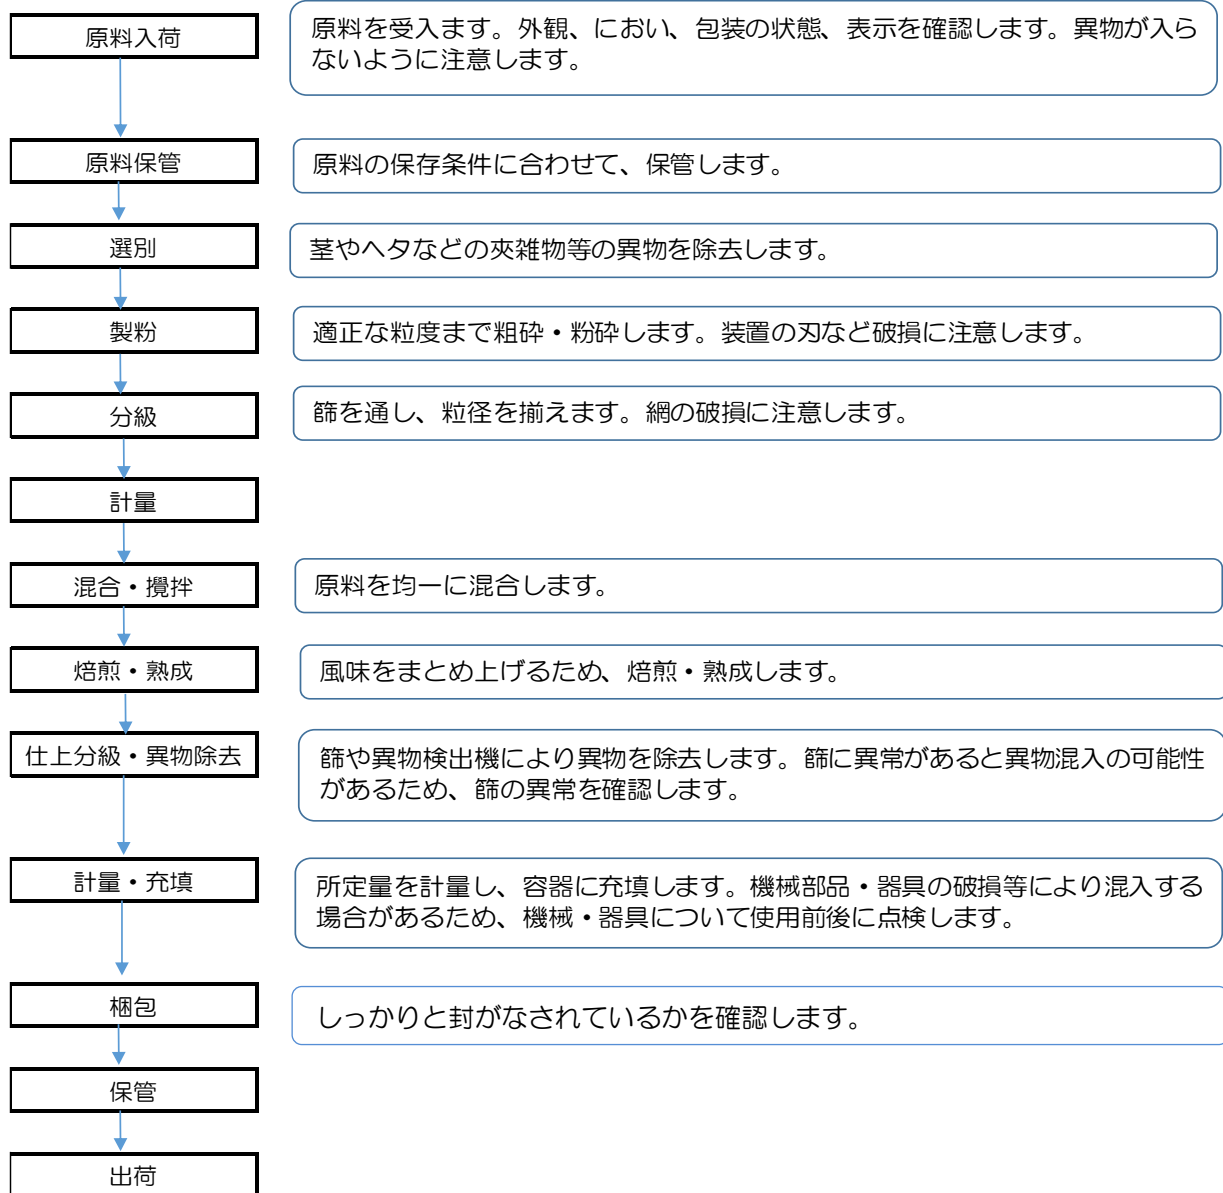 原料入荷
原料を受入ます。外観、におい、包装の状態、表示を確認します。異物が入ら
ないように注意します。
原料保管
原料の保存条件に合わせて、保管します。
選別
茎やヘタなどの夾雑物等の異物を除去します。
製粉
適正な粒度まで粗砕・粉砕します。装置の刃など破損に注意します。
分級
篩を通し、粒径を揃えます。網の破損に注意します。
計量
混合・攪拌
原料を均一に混合します。
焙煎・熟成
風味をまとめ上げるため、焙煎・熟成します。
仕上分級・異物除去
篩や異物検出機により異物を除去します。篩に異常があると異物混入の可能性
があるため、篩の異常を確認します。
計量・充填
所定量を計量し、容器に充填します。機械部品・器具の破損等により混入する
場合があるため、機械・器具について使用前後に点検します。
梱包
しっかりと封がなされているかを確認します。
保管
出荷